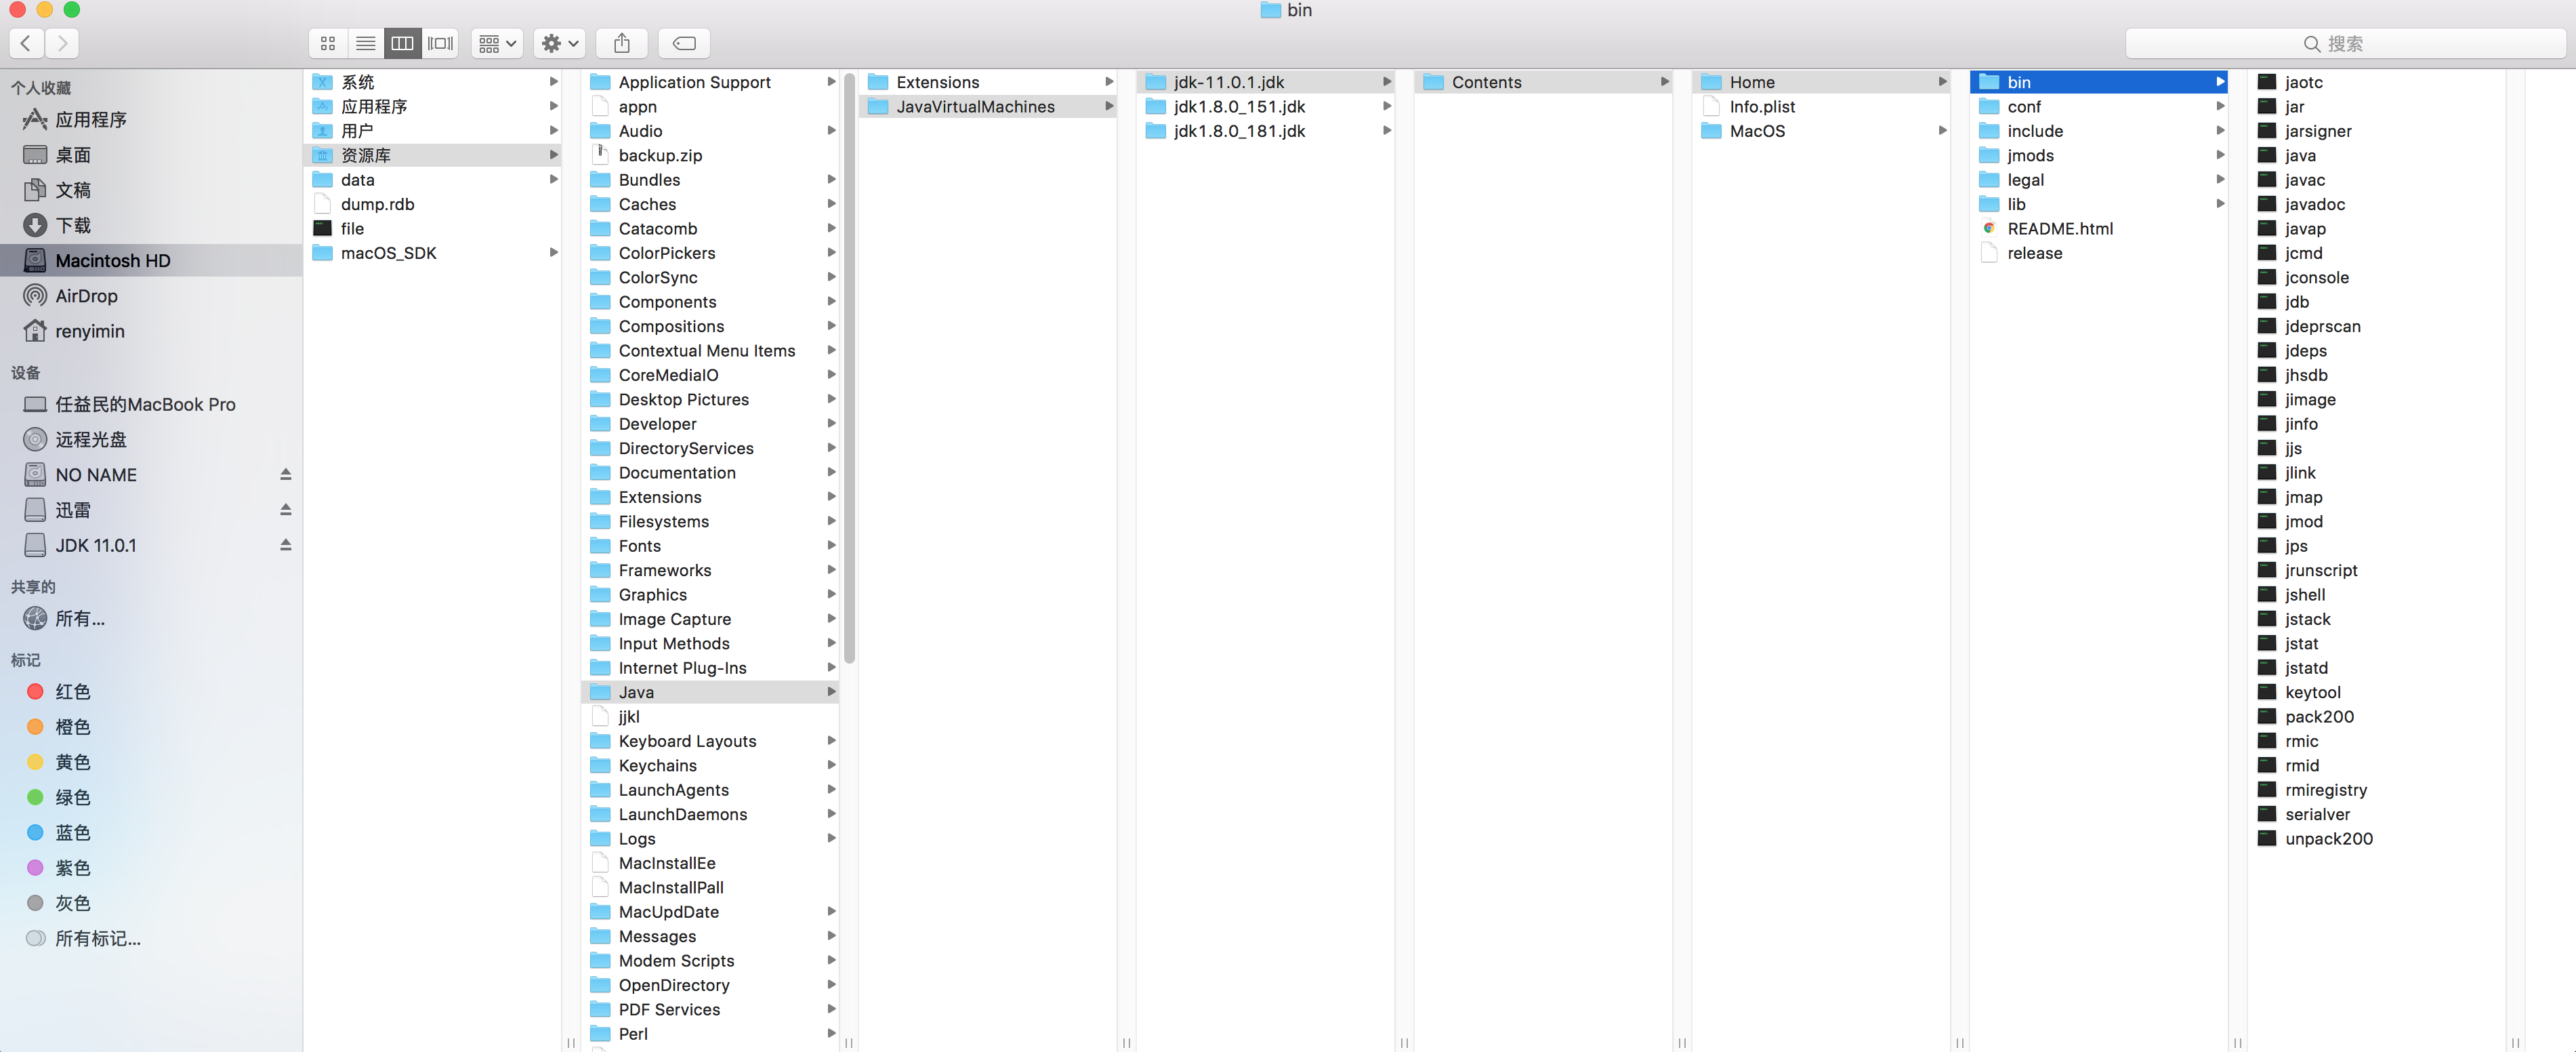 bin
搜索
个人收藏
应用程序
桌面
文稿
下载
Macintosh HD
AirDrop
renyimin
设备
任益民的MacBook Pro
远程光盘
NO NAME
迅雷
JDK 11.0.1
共享的
所有...
标记
红色
橙色
黄色
绿色
蓝色
紫色
灰色
所有标记...
系统
应用程序
用户
资源库
data
dump.rdb
file
macOS_SDK
Application Support
appn
Audio
backup.zip
Bundles
Caches
Catacomb
ColorPickers
ColorSync
Components
Compositions
Contextual Menu Items
CoreMediaIO
Desktop Pictures
Developer
DirectoryServices
Documentation
Extensions
Filesystems
Fonts
Frameworks
Graphics
Image Capture
Input Methods
Internet Plug-Ins
Java
jjkl
Keyboard Layouts
Keychains
LaunchAgents
LaunchDaemons
Logs
MacInstallEe
MacInstallPall
MacUpdDate
Messages
Modem Scripts
OpenDirectory
PDF Services
Perl
Extensions
JavaVirtualMachines
jdk-11.0.1.jdk
jdk1.8.0_151.jdk
jdk1.8.0_181.jdk
Contents
Home
Info.plist
MacOS
bin
conf
include
jmods
legal
lib
README.html
release
jaotc
jar
jarsigner
java
javac
javadoc
javap
jcmd
jconsole
jdb
jdeprscan
jdeps
jhsdb
jimage
jinfo
jjs
jlink
jmap
jmod
jps
jrunscript
jshell
jstack
jstat
jstatd
keytool
pack200
rmic
rmid
rmiregistry
serialver
unpack200